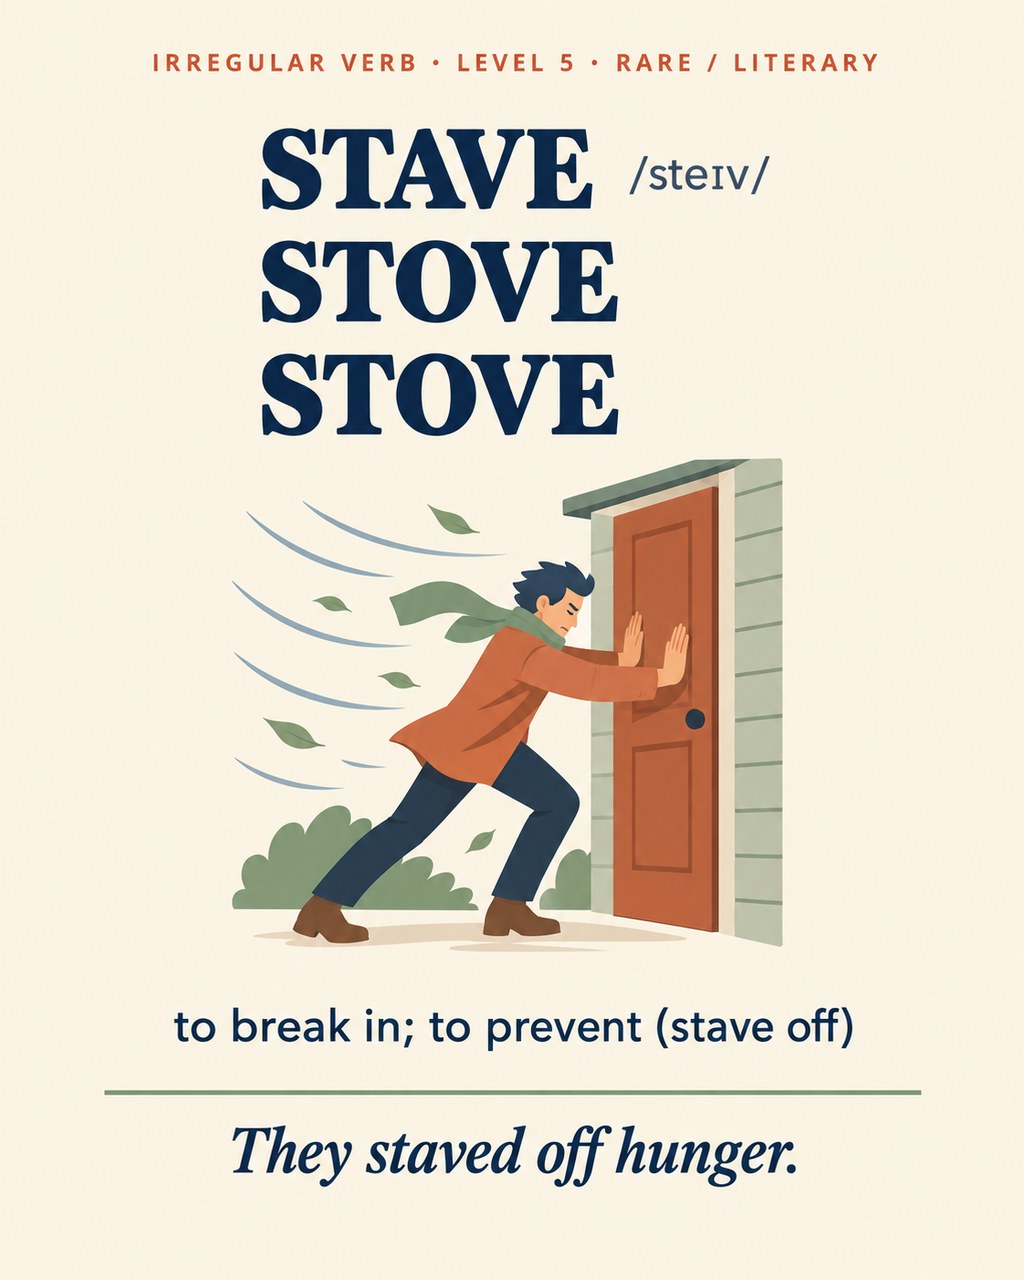 IRREGULAR VERB • LEVEL 5 • RARE / LITERARY
STAVE /steɪv/
STOVE
STOVE
to break in; to prevent (stave off)
They staved off hunger.